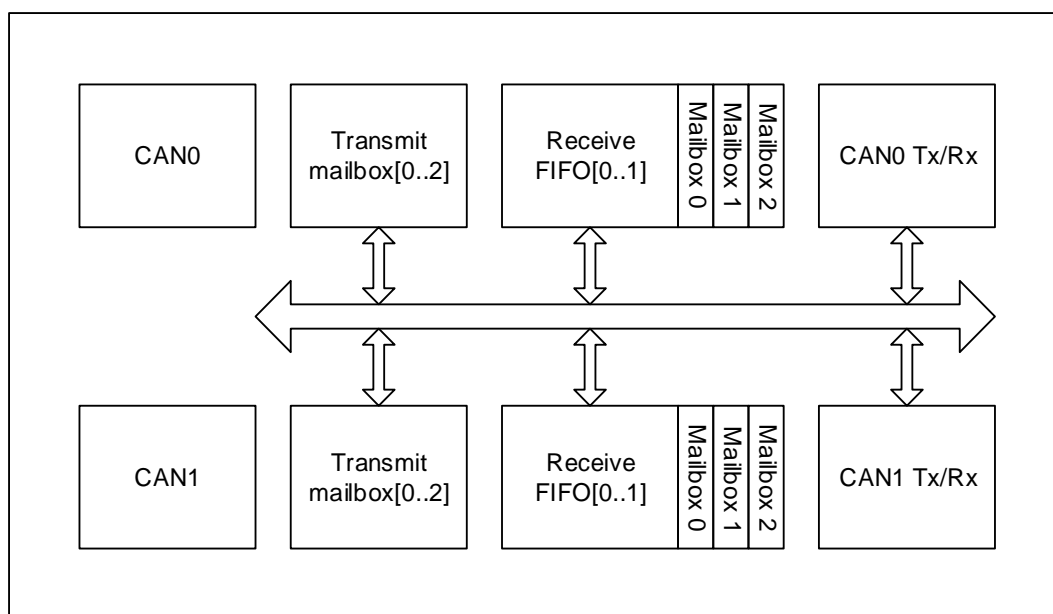 CAN0
Transmit
mailbox[0..2]
Receive
FIFO[0..1]
Mailbox 0
Mailbox 1
Mailbox 2
CAN0 Tx/Rx
CAN1
Transmit
mailbox[0..2]
Receive
FIFO[0..1]
Mailbox 0
Mailbox 1
Mailbox 2
CAN1 Tx/Rx